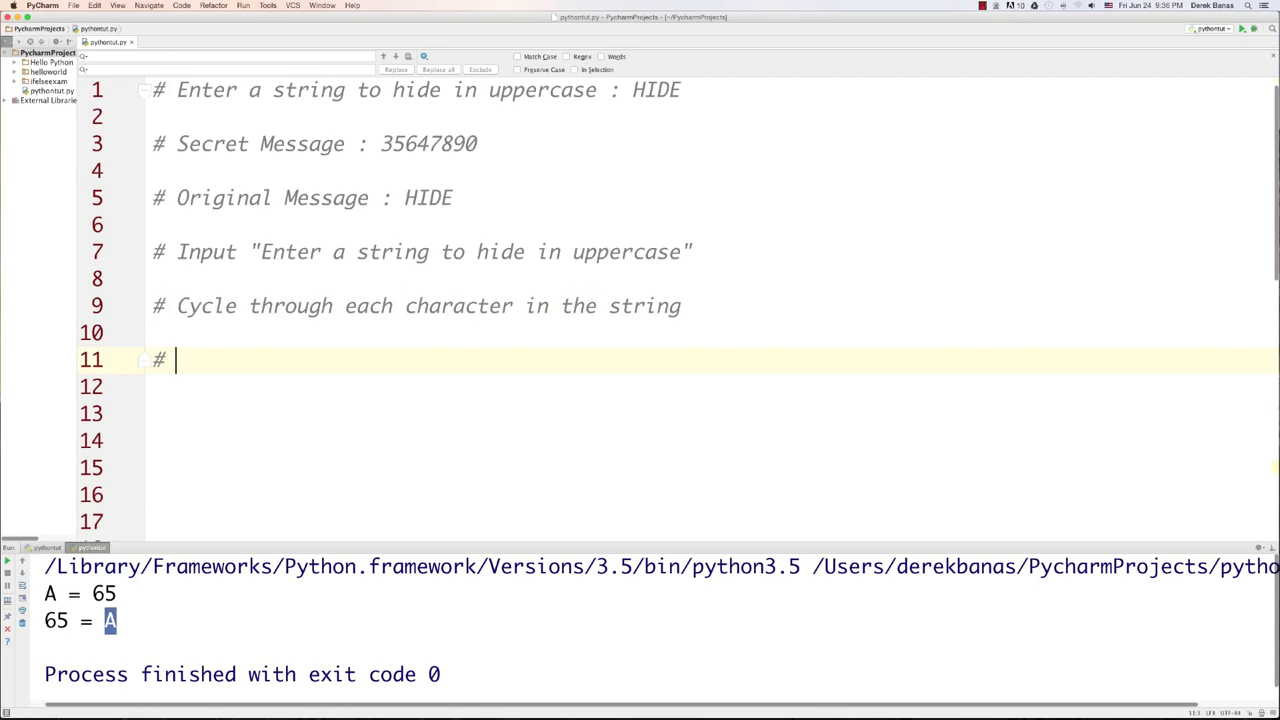 PyCharm File Edit View Navigate Code Refactor Run Tools VCS Window Help Fri Jun 24 9:36 PM Derek Banas
pythontut.py - PycharmProjects - [~/PycharmProjects]
PycharmProjects pythontut.py pythontut
pythontut.py
PycharmProject
Hello Python
helloworld
ifelseexam
pythontut.py
External Librarie
Match Case Regex Words
Replace Replace all Exclude Preserve Case In Selection
1 # Enter a string to hide in uppercase : HIDE
2
3 # Secret Message : 35647890
4
5 # Original Message : HIDE
6
7 # Input "Enter a string to hide in uppercase"
8
9 # Cycle through each character in the string
10
11 #
12
13
14
15
16
17
Run: pythontut pythontut
/Library/Frameworks/Python.framework/Versions/3.5/bin/python3.5 /Users/derekbanas/PycharmProjects/pytho
A = 65
65 = A
Process finished with exit code 0
11:3 LF‡ UTF-8‡